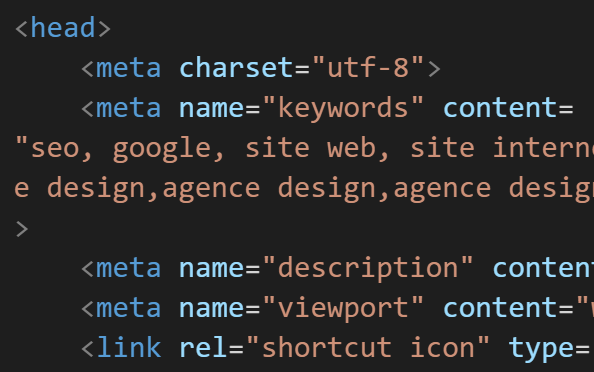 <head>
<meta charset="utf-8">
<meta name="keywords" content=
"seo, google, site web, site interne
e design,agence design,agence design
>
<meta name="description" content
<meta name="viewport" content="w
<link rel="shortcut icon" type=